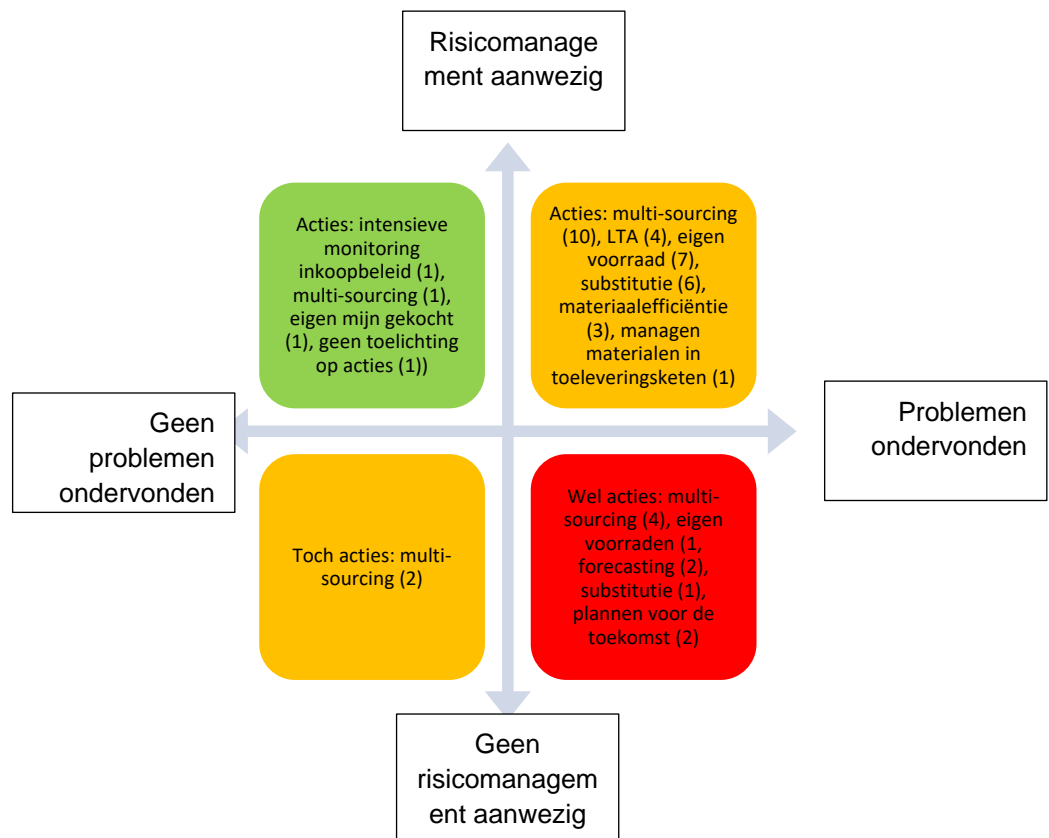 Risicomanage
ment aanwezig
Acties: intensieve
monitoring
inkoopbeleid (1),
multi-sourcing (1),
eigen mijn gekocht
(1), geen toelichting
op acties (1))
Acties: multi-sourcing
(10), LTA (4), eigen
voorraad (7),
substitutie (6),
materiaalefficiëntie
(3), managen
materialen in
toeleveringsketen (1)
Geen
problemen
ondervonden
Problemen
ondervonden
Toch acties: multi-
sourcing (2)
Wel acties: multi-
sourcing (4), eigen
voorraden (1,
forecasting (2),
substitutie (1),
plannen voor de
toekomst (2)
Geen
risicomanagem
ent aanwezig